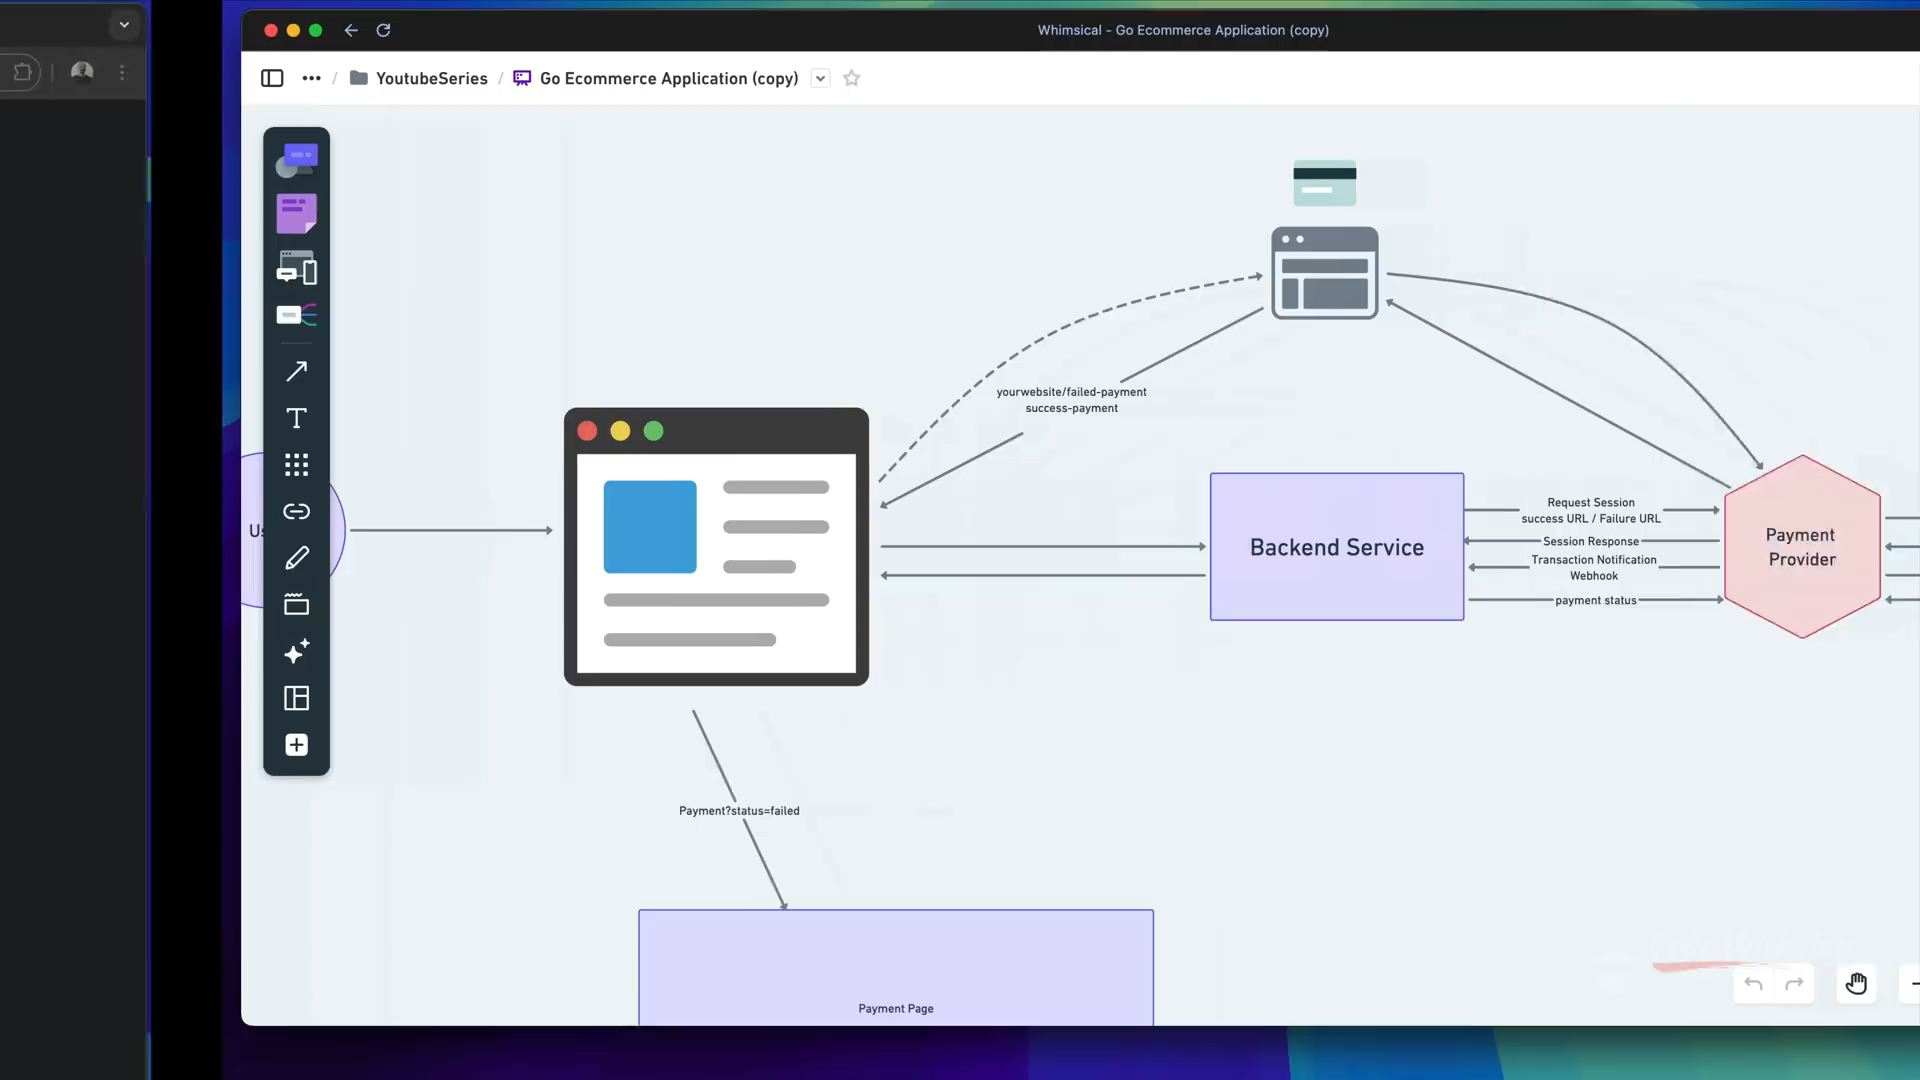 Whimsical - Go Ecommerce Application (copy)
YoutubeSeries / Go Ecommerce Application (copy)
yourwebsite/failed-payment
success-payment
Us
Backend Service
Request Session
success URL / Failure URL
Session Response
Transaction Notification
Webhook
payment status
Payment
Provider
Payment?status=failed
Payment Page